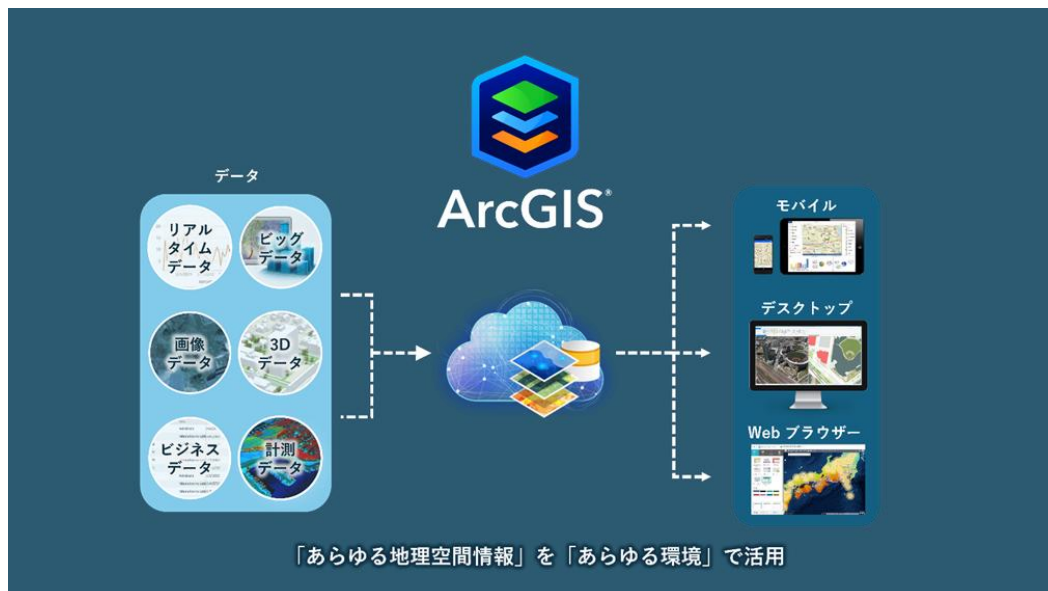 ArcGIS®
データ
リアル
タイム
データ
ビッグ
データ
画像
データ
3D
データ
ビジネス
データ
計測
データ
モバイル
デスクトップ
Web ブラウザー
「あらゆる地理空間情報」を「あらゆる環境」で活用